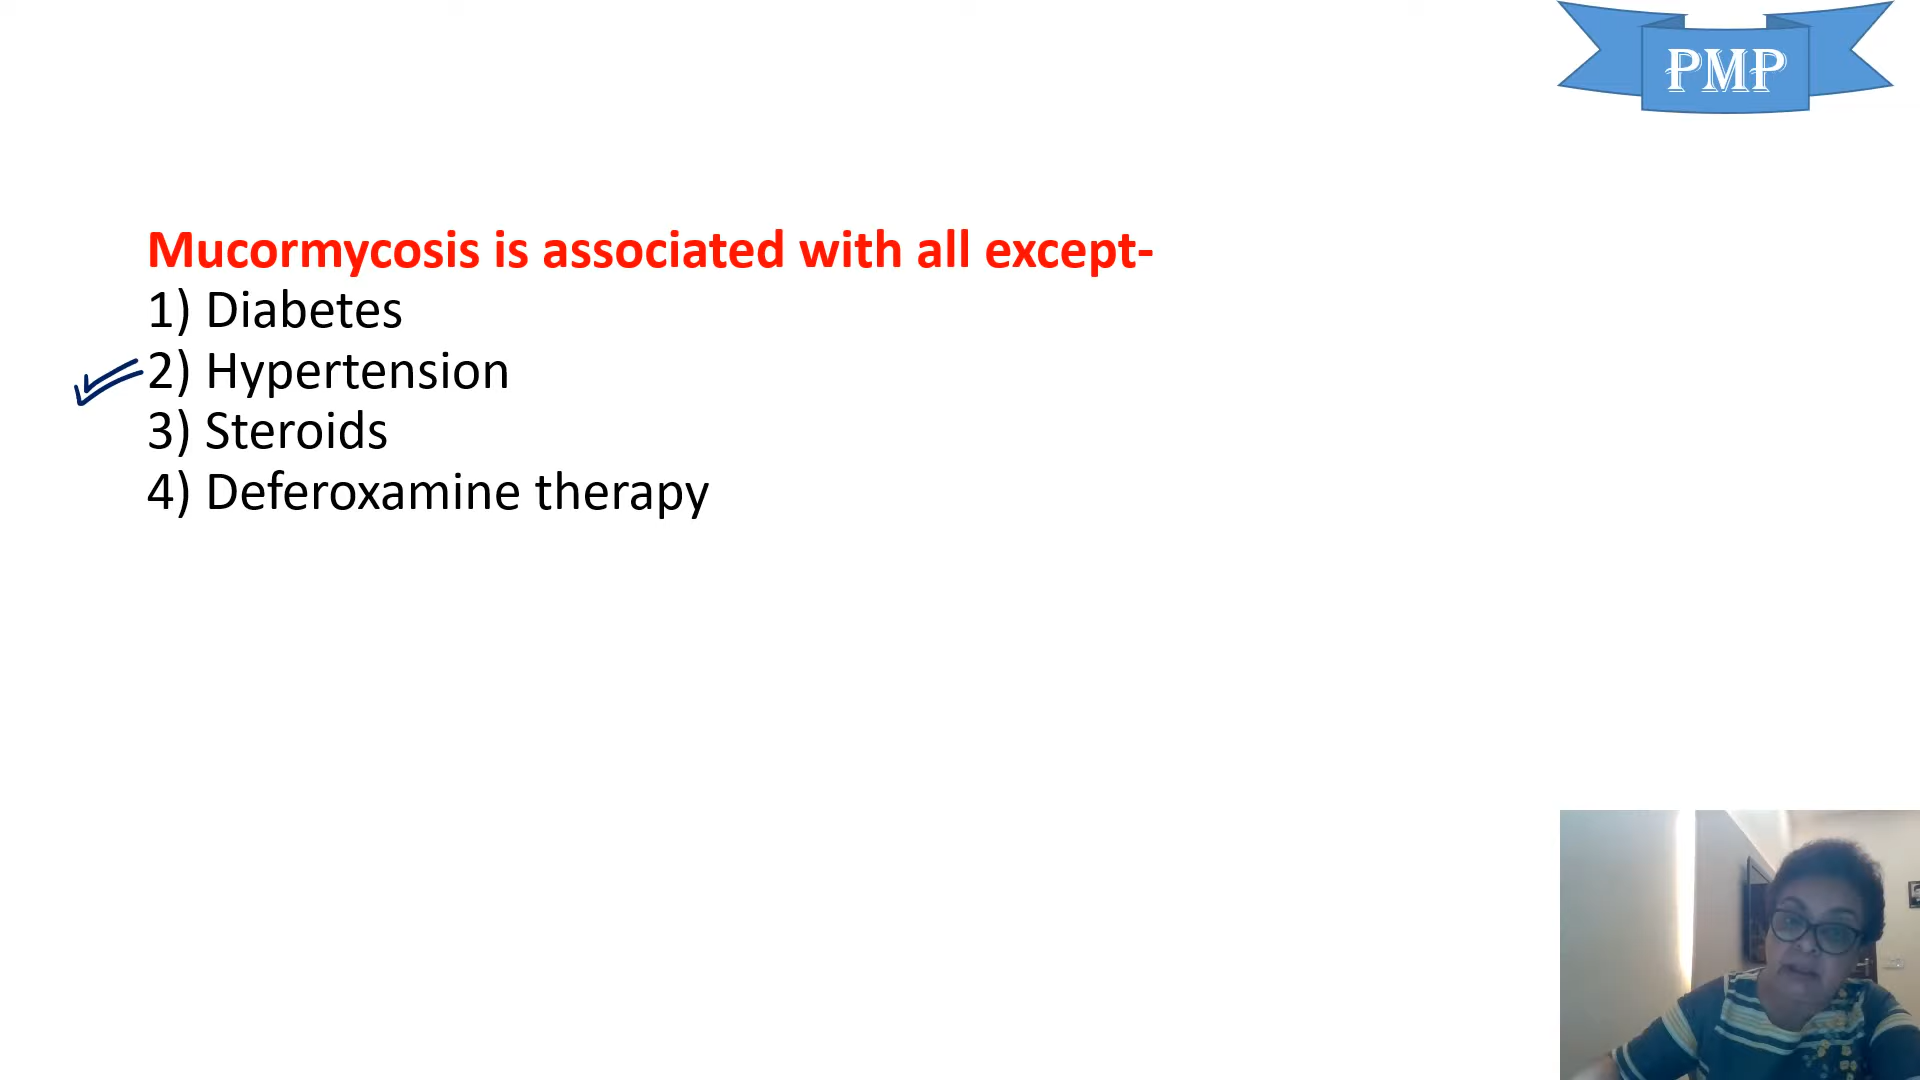 PMP
Mucormycosis is associated with all except-
1) Diabetes
2) Hypertension
3) Steroids
4) Deferoxamine therapy